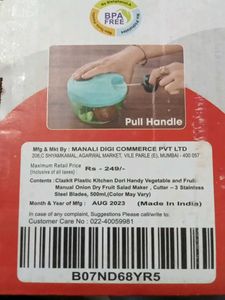 No Bisphenol A
BPA
FREE
Pull Handle
Mfg & Mkt By : MANALI DIGI COMMERCE PVT LTD
206,C SHYAMKAMAL, AGARWAL MARKET, VILE PARLE (E), MUMBAI - 400 057
Maximum Retail Price
(Inclusive of all taxes)
Rs - 249/-
Contents : Claxkit Plastic Kitchen Dori Handy Vegetable and Fruit
Manual Onion Dry Fruit Salad Maker , Cutter – 3 Stainless
Steel Blades, 500ml,(Color May Vary)
Month & Year of Mfg : AUG 2023 (Made In India)
In case of any complaint, Suggestions Please call/write to:
Customer Care No : 022-40059981
B07ND68YR5